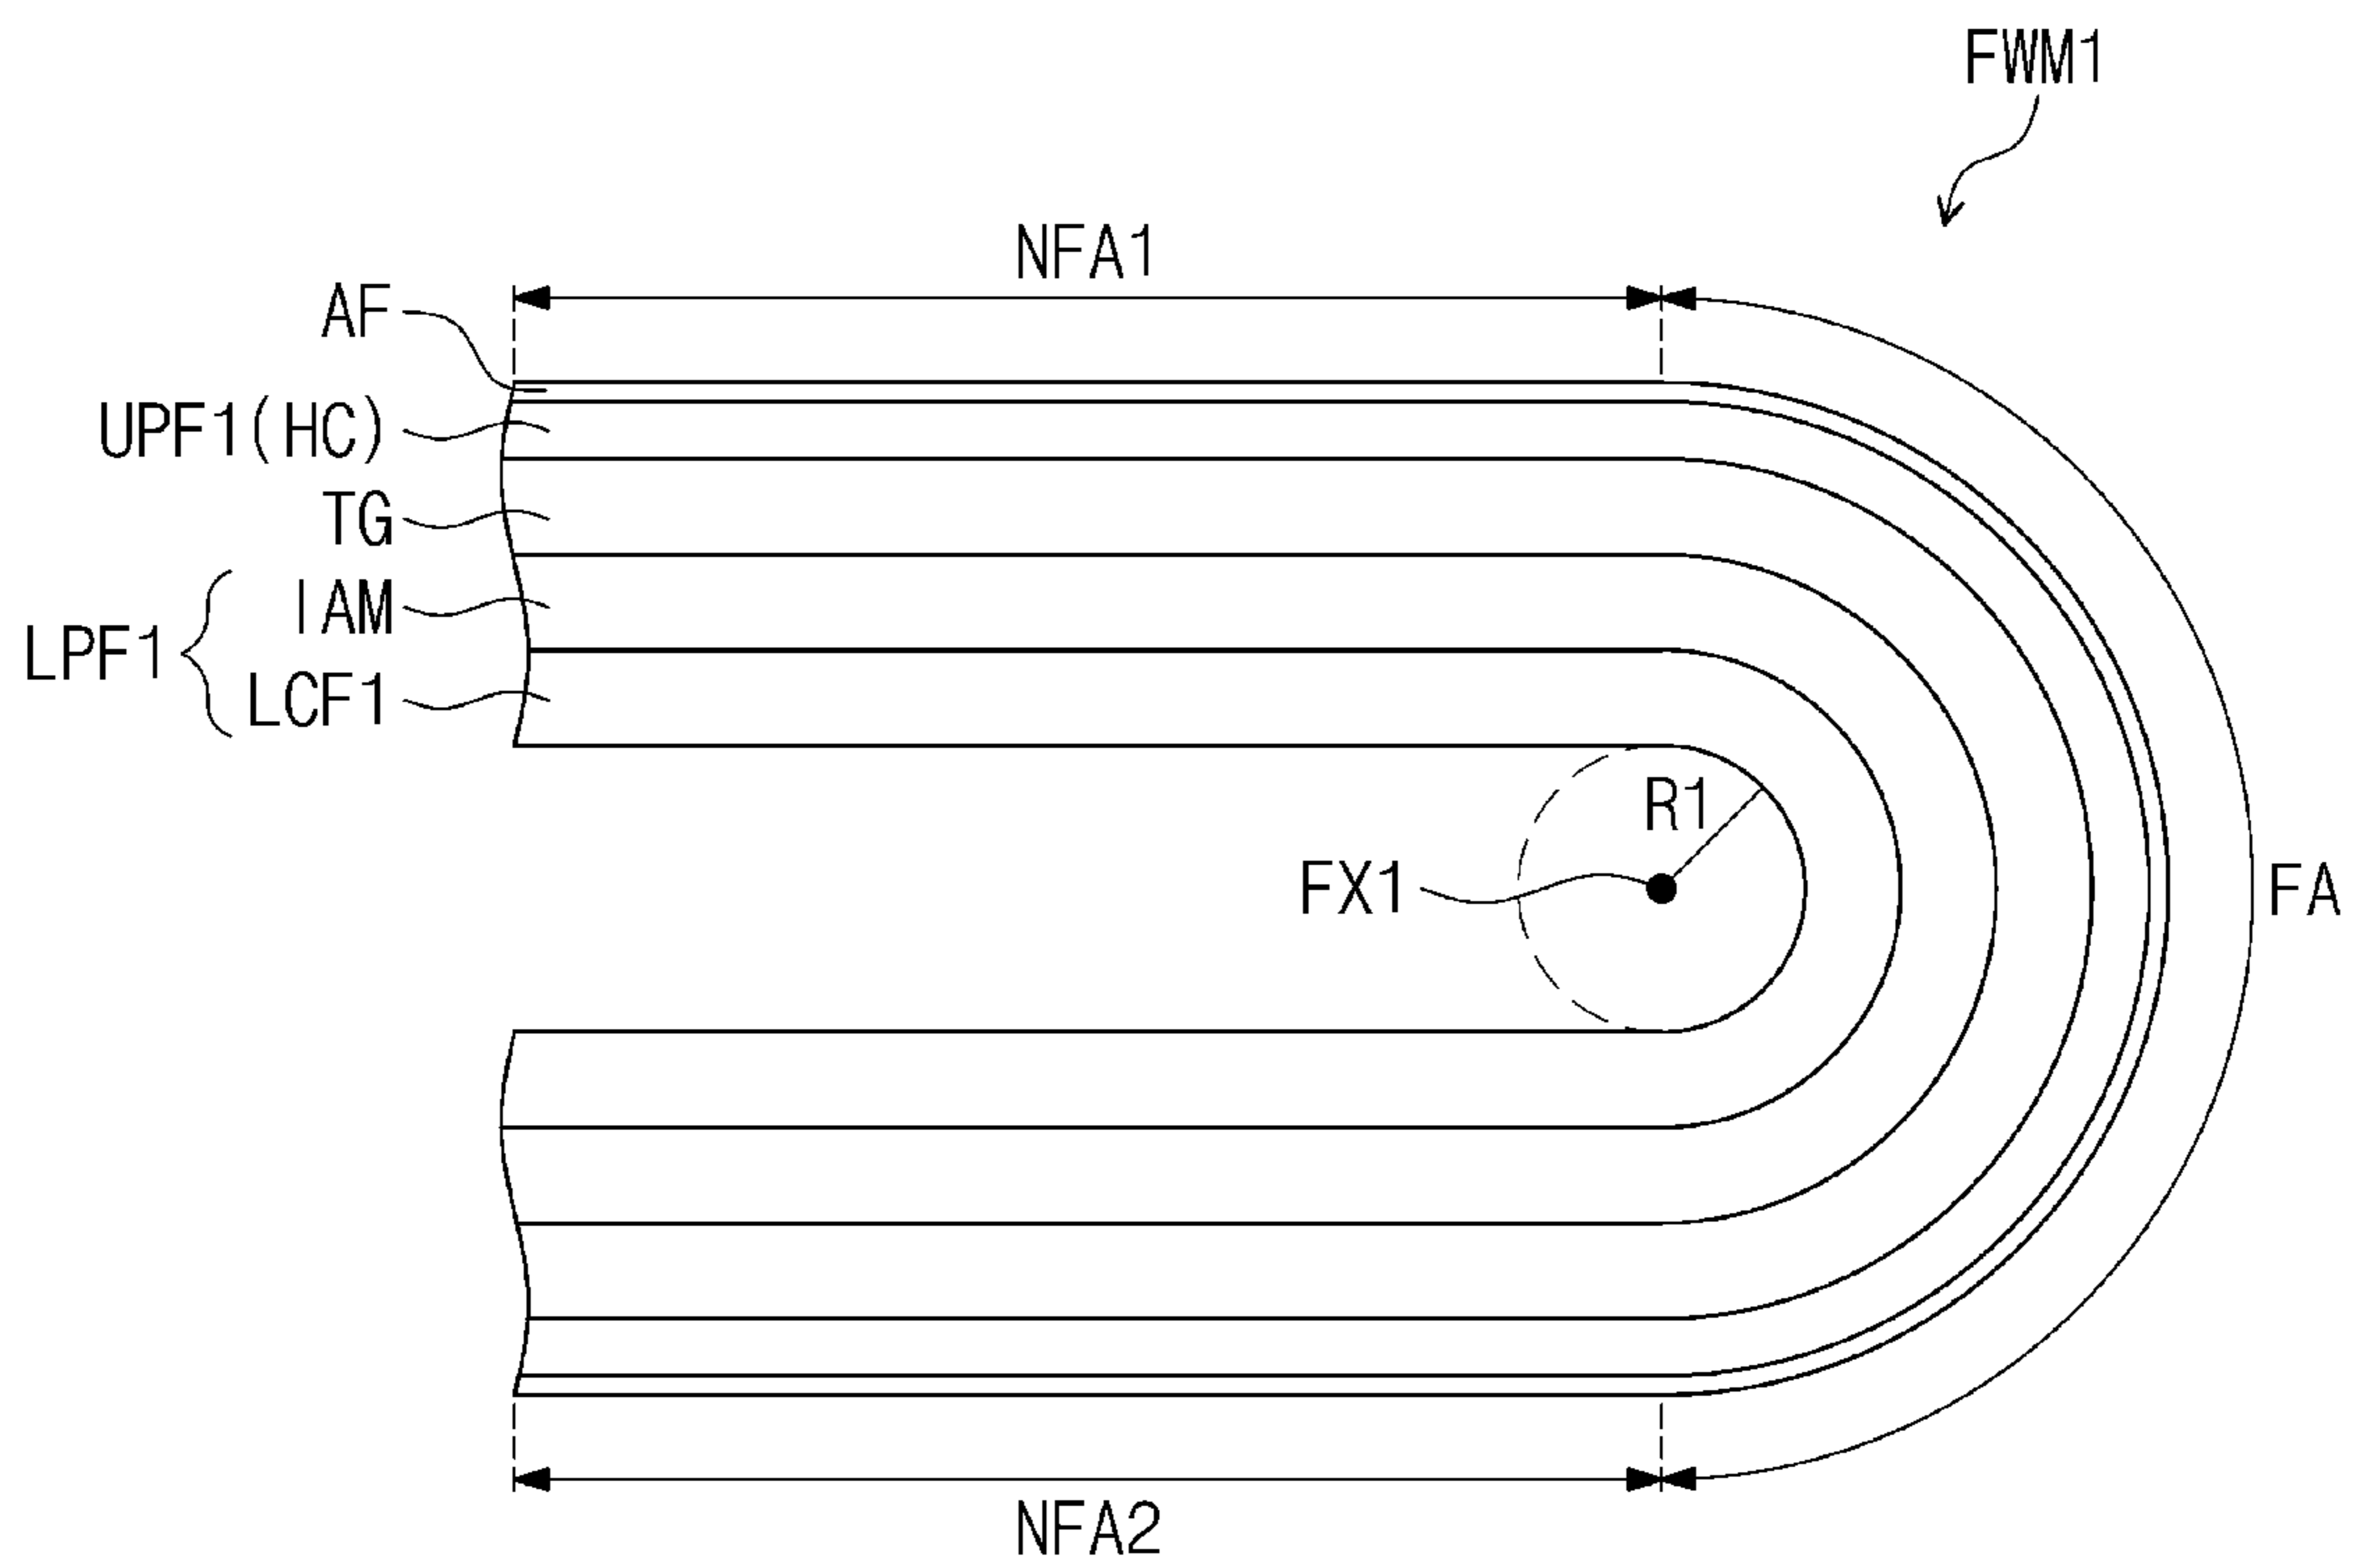 FWM1
NFA1
AF
UPF1(HC)
TG
IAM
LPF1
LCF1
R1
FX1
FA
NFA2